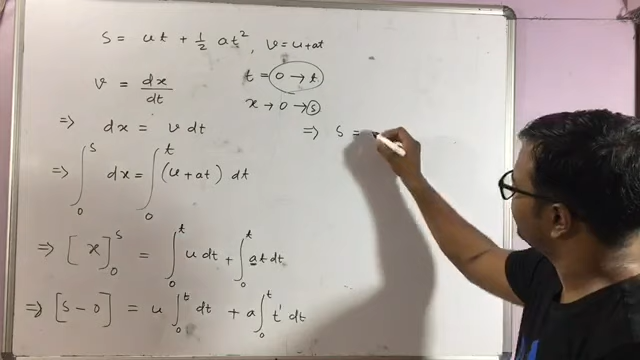 S = ut + 1/2 at², v = u+at
v = dx/dt
t = 0 → t
x → 0 → s
⇒ dx = v dt
⇒ ∫₀ˢ dx = ∫₀ᵗ (u + at) dt
⇒ [x]₀ˢ = ∫₀ᵗ u dt + ∫₀ᵗ at dt
⇒ [s - 0] = u ∫₀ᵗ dt + a ∫₀ᵗ t¹ dt
⇒ s =